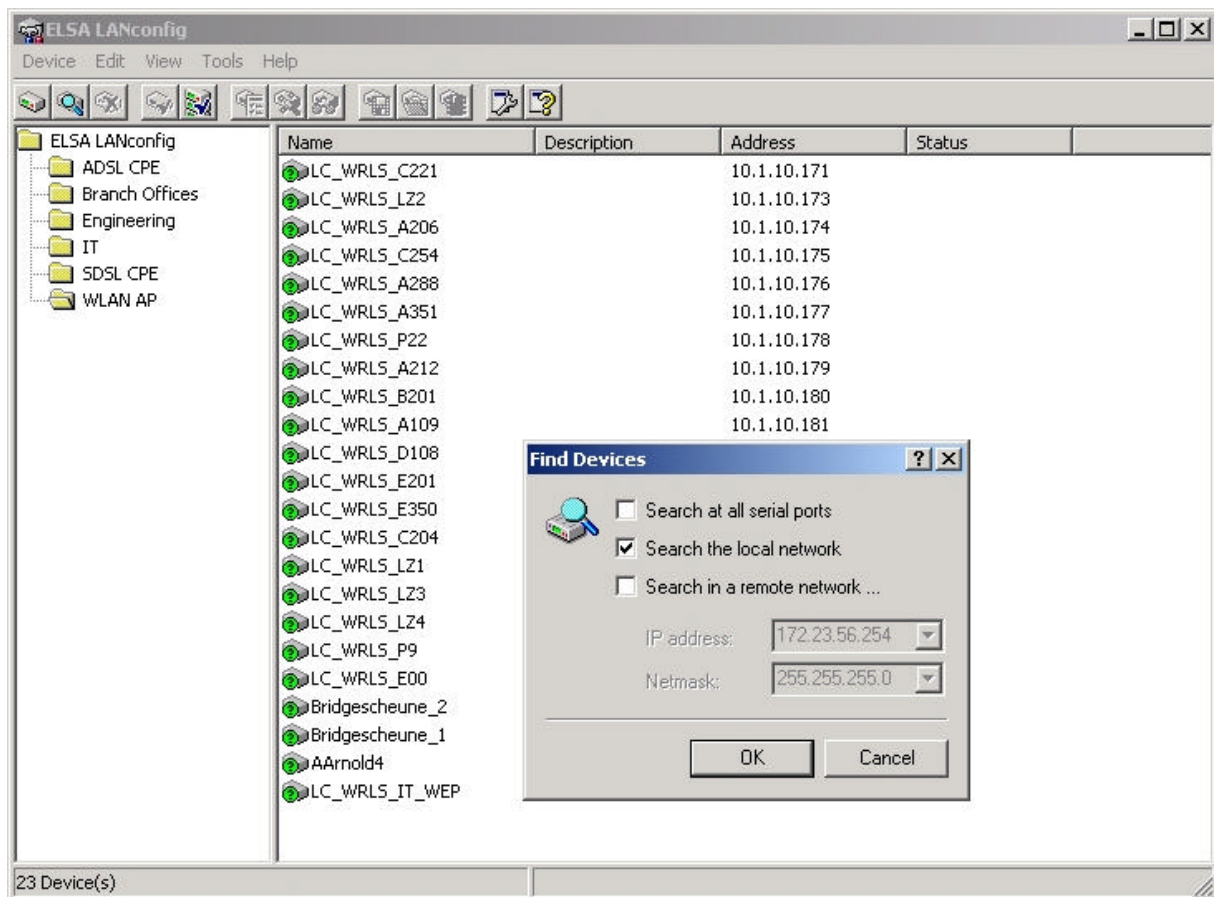 ELSA LANconfig
Device Edit View Tools Help
ELSA LANconfig
ADSL CPE
Branch Offices
Engineering
IT
SDSL CPE
WLAN AP
Name Description Address Status
LC_WRLS_C221 10.1.10.171
LC_WRLS_LZ2 10.1.10.173
LC_WRLS_A206 10.1.10.174
LC_WRLS_C254 10.1.10.175
LC_WRLS_A288 10.1.10.176
LC_WRLS_A351 10.1.10.177
LC_WRLS_P22 10.1.10.178
LC_WRLS_A212 10.1.10.179
LC_WRLS_B201 10.1.10.180
LC_WRLS_A109 10.1.10.181
LC_WRLS_D108
LC_WRLS_E201
LC_WRLS_E350
LC_WRLS_C204
LC_WRLS_LZ1
LC_WRLS_LZ3
LC_WRLS_LZ4
LC_WRLS_P9
LC_WRLS_E00
Bridgescheune_2
Bridgescheune_1
AArnold4
LC_WRLS_IT_WEP
Find Devices
Search at all serial ports
Search the local network
Search in a remote network ...
IP address: 172.23.56.254
Netmask: 255.255.255.0
OK Cancel
23 Device(s)